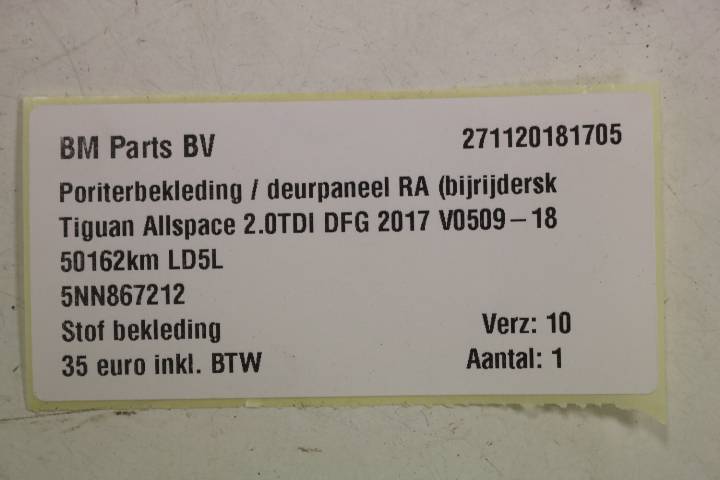 BM Parts BV 271120181705
Poriterbekleding / deurpaneel RA (bijrijdersk
Tiguan Allspace 2.0TDI DFG 2017 V0509-18
50162km LD5L
5NN867212
Stof bekleding Verz: 10
35 euro inkl. BTW Aantal: 1